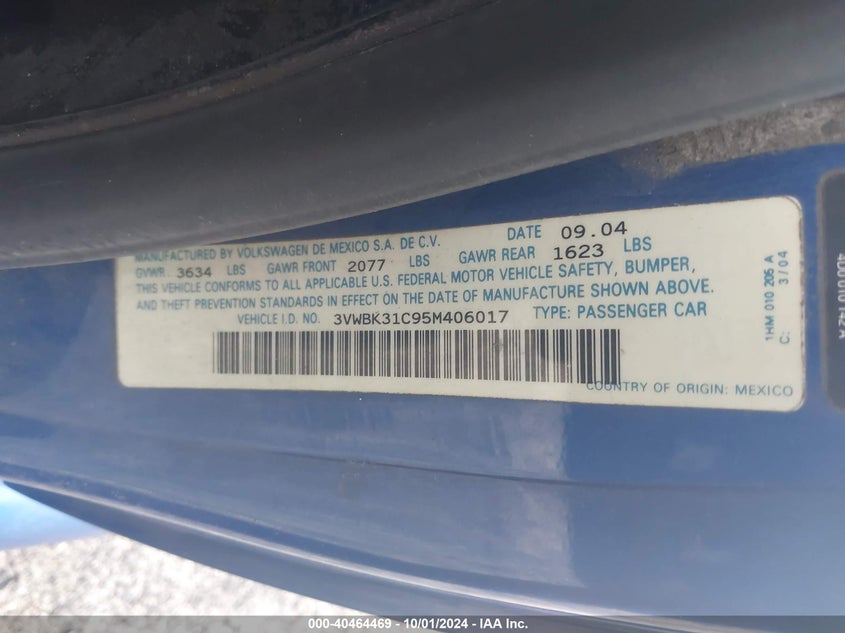 MANUFACTURED BY VOLKSWAGEN DE MEXICO S.A. DE C.V. DATE 09.04
GVWR 3634 LBS GAWR FRONT 2077 LBS GAWR REAR 1623 LBS
THIS VEHICLE CONFORMS TO ALL APPLICABLE U.S. FEDERAL MOTOR VEHICLE SAFETY, BUMPER,
AND THEFT PREVENTION STANDARDS IN EFFECT ON THE DATE OF MANUFACTURE SHOWN ABOVE.
VEHICLE I.D. NO. 3VWBK31C95M406017 TYPE: PASSENGER CAR
COUNTRY OF ORIGIN: MEXICO
1HM 010 205 A
C: 3/04
4D0 010 142 A
000-40464469 - 10/01/2024 - IAA Inc.